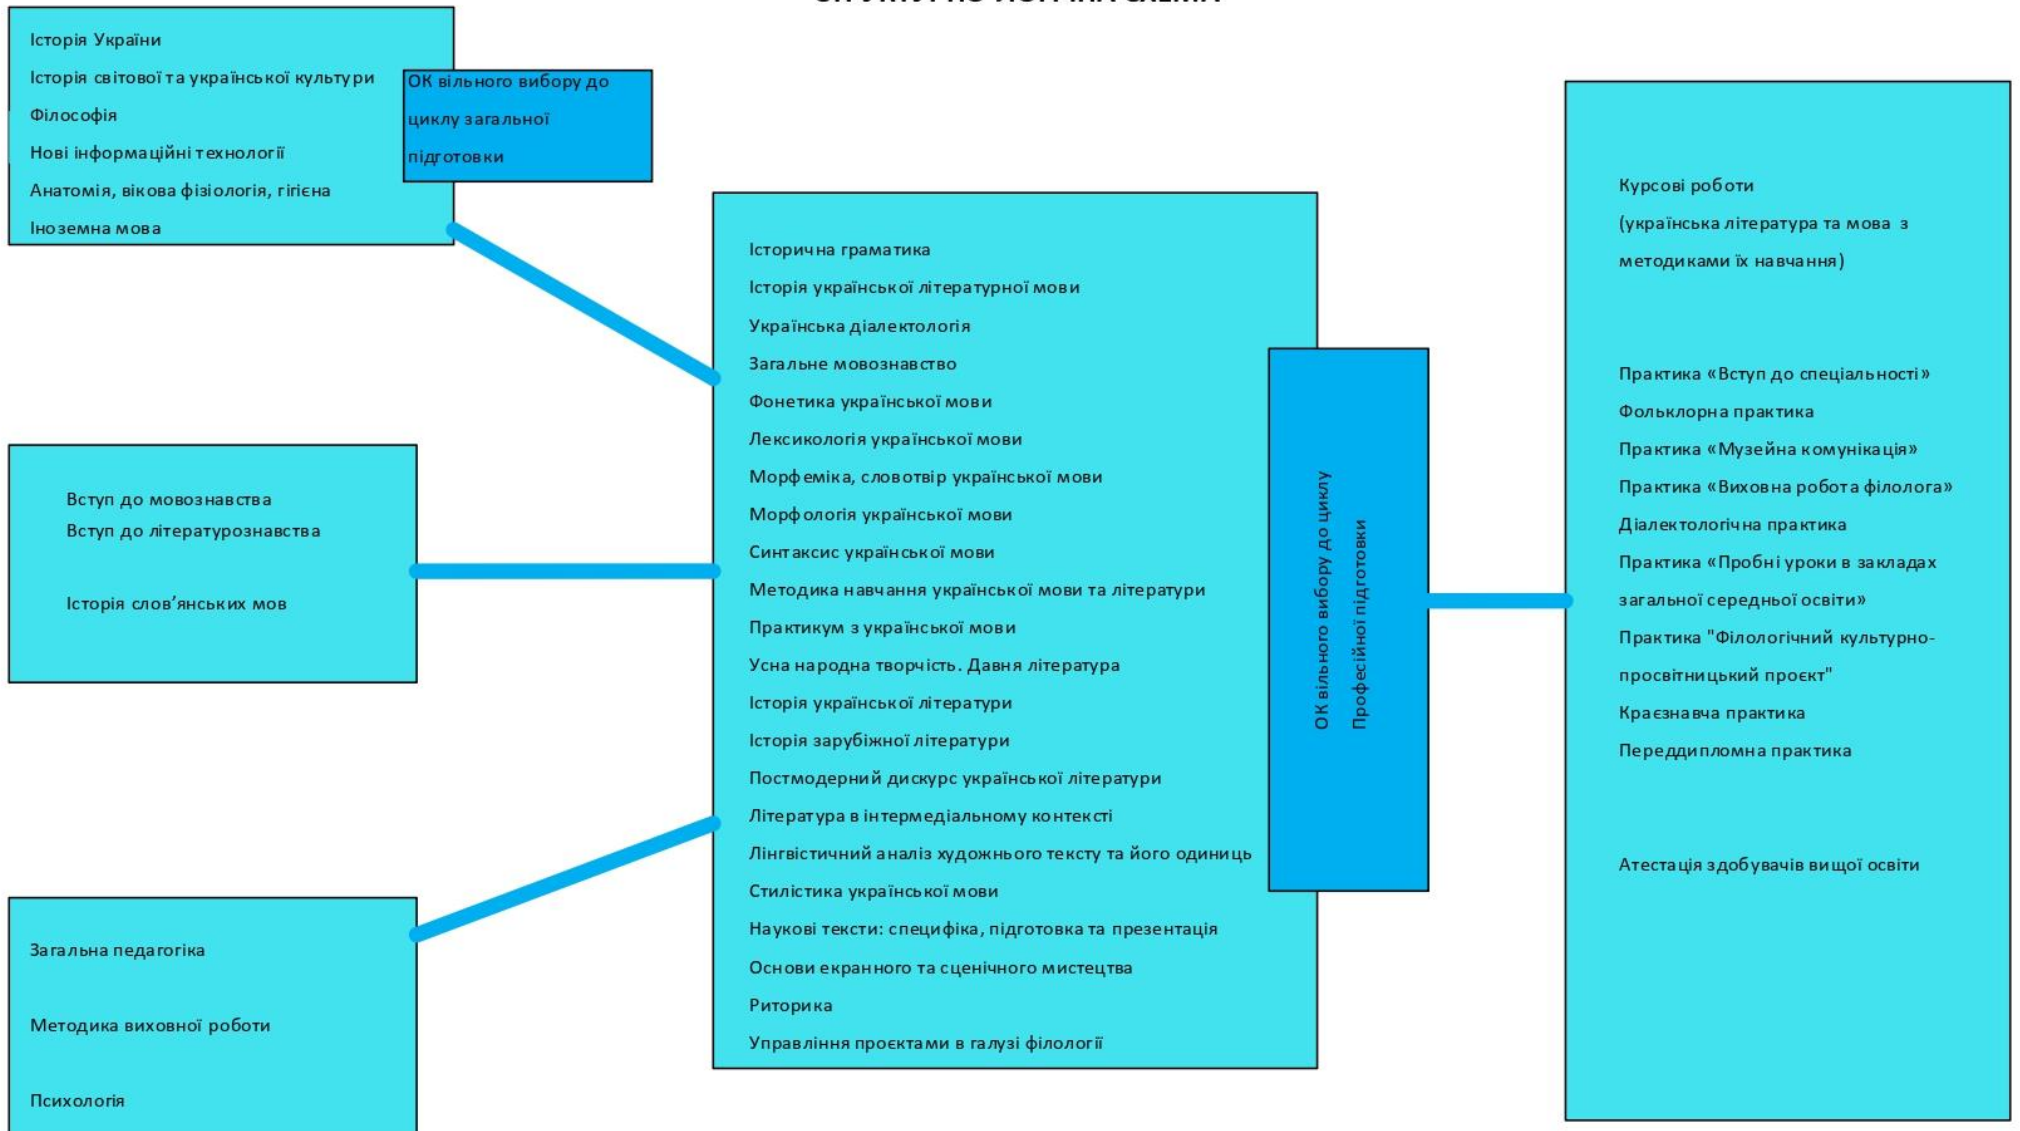 Історія України
Історія світової та української культури
Філософія
Нові інформаційні технології
Анатомія, вікова фізіологія, гігієна
Іноземна мова
ОК вільного вибору до
циклу загальної
підготовки
Вступ до мовознавства
Вступ до літературознавства
Історія слов’янських мов
Загальна педагогіка
Методика виховної роботи
Психологія
Історична граматика
Історія української літературної мови
Українська діалектологія
Загальне мовознавство
Фонетика української мови
Лексикологія української мови
Морфеміка, словотвір української мови
Морфологія української мови
Синтаксис української мови
Методика навчання української мови та літератури
Практикум з української мови
Усна народна творчість. Давня література
Історія української літератури
Історія зарубіжної літератури
Постмодерний дискурс української літератури
Література в інтермедіальному контексті
Лінгвістичний аналіз художнього тексту та його одиниць
Стилістика української мови
Наукові тексти: специфіка, підготовка та презентація
Основи екранного та сценічного мистецтва
Риторика
Управління проєктами в галузі філології
ОК вільного вибору до циклу
Професійної підготовки
Курсові роботи
(українська література та мова з
методиками їх навчання)
Практика «Вступ до спеціальності»
Фольклорна практика
Практика «Музейна комунікація»
Практика «Виховна робота філолога»
Діалектологічна практика
Практика «Пробні уроки в закладах
загальної середньої освіти»
Практика "Філологічний культурно-
просвітницький проєкт"
Краєзнавча практика
Переддипломна практика
Атестація здобувачів вищої освіти